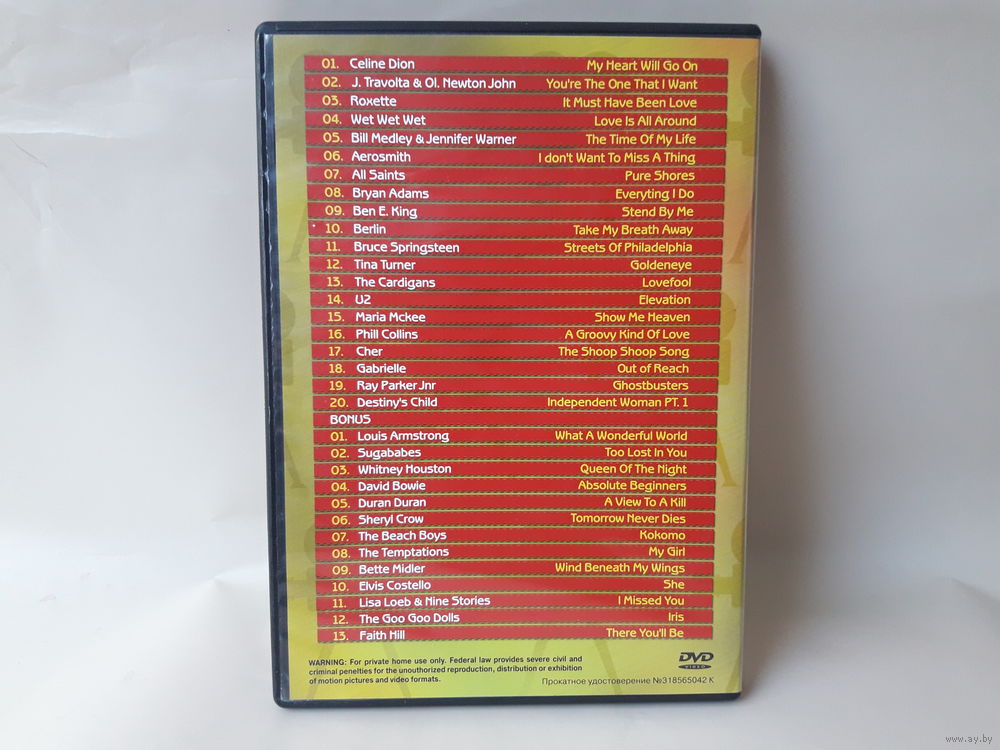 01. Celine Dion My Heart Will Go On
02. J. Travolta & Ol. Newton John You're The One That I Want
03. Roxette It Must Have Been Love
04. Wet Wet Wet Love Is All Around
05. Bill Medley & Jennifer Warner The Time Of My Life
06. Aerosmith I don't Want To Miss A Thing
07. All Saints Pure Shores
08. Bryan Adams Everyting I Do
09. Ben E. King Stend By Me
10. Berlin Take My Breath Away
11. Bruce Springsteen Streets Of Philadelphia
12. Tina Turner Goldeneye
13. The Cardigans Lovefool
14. U2 Elevation
15. Maria Mckee Show Me Heaven
16. Phill Collins A Groovy Kind Of Love
17. Cher The Shoop Shoop Song
18. Gabrielle Out of Reach
19. Ray Parker Jnr Ghostbusters
20. Destiny's Child Independent Woman PT. 1
BONUS
01. Louis Armstrong What A Wonderful World
02. Sugababes Too Lost In You
03. Whitney Houston Queen Of The Night
04. David Bowie Absolute Beginners
05. Duran Duran A View To A Kill
06. Sheryl Crow Tomorrow Never Dies
07. The Beach Boys Kokomo
08. The Temptations My Girl
09. Bette Midler Wind Beneath My Wings
10. Elvis Costello She
11. Lisa Loeb & Nine Stories I Missed You
12. The Goo Goo Dolls Iris
13. Faith Hill There You'll Be
WARNING: For private home use only. Federal law provides severe civil and
criminal penelties for the unouthorized reproduction, distribution or exhibition
of motion pictures and video formats.
DVD
VIDEO
Прокатное удостоверение №318565042 К
www.ay.by